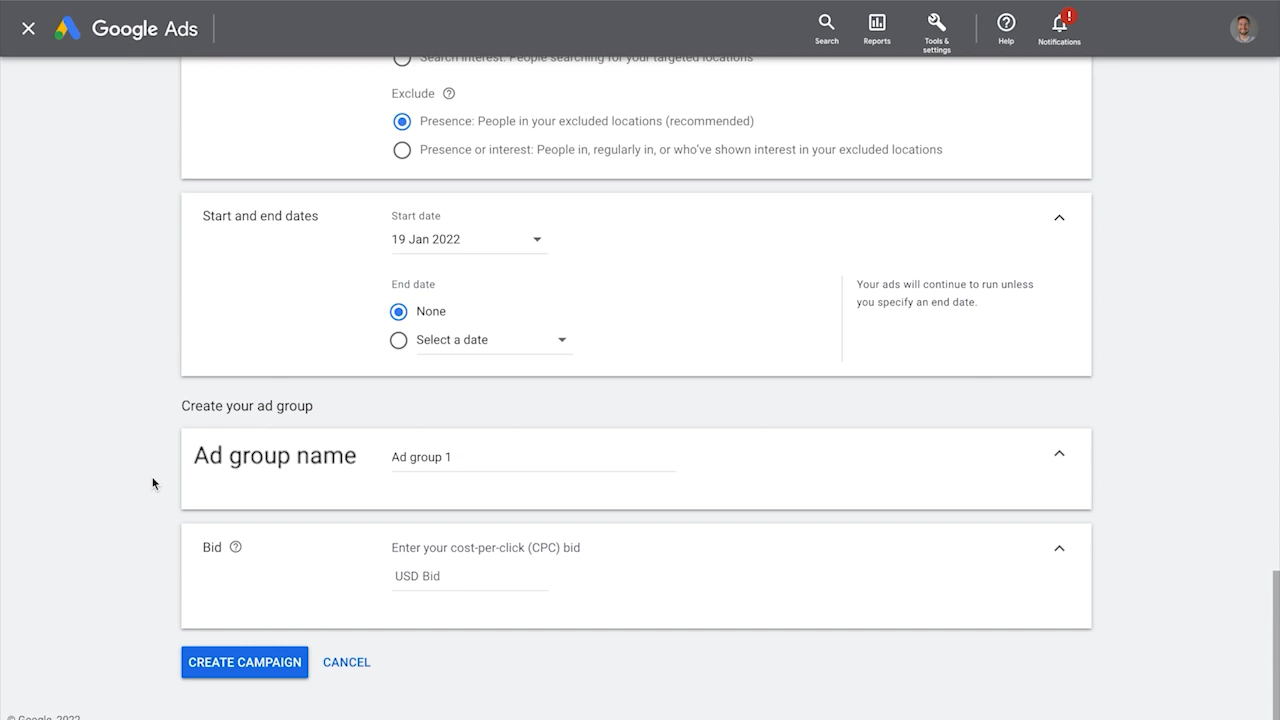 Google Ads
Search
Reports
Tools &
settings
Help
!
Notifications
Search interest: People searching for your targeted locations
Exclude
Presence: People in your excluded locations (recommended)
Presence or interest: People in, regularly in, or who've shown interest in your excluded locations
Start and end dates
Start date
19 Jan 2022
End date
None
Select a date
Your ads will continue to run unless
you specify an end date.
Create your ad group
Ad group name
Ad group 1
Bid
Enter your cost-per-click (CPC) bid
USD Bid
CREATE CAMPAIGN
CANCEL
© Google, 2022